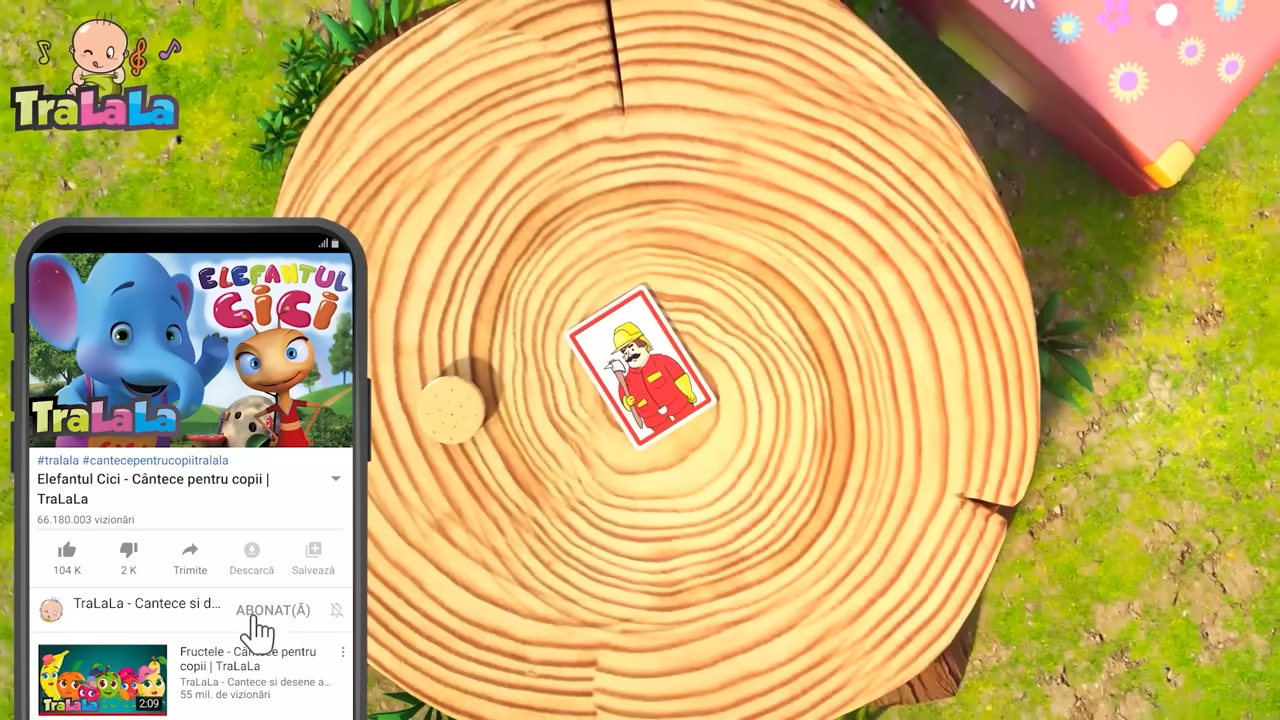 TraLaLa
ELEFANTUL
CICI
TraLaLa
#tralala #cantecepentrucopiitralala
Elefantul Cici - Cântece pentru copii |
TraLaLa
66.180.003 vizionări
104 K
2 K
Trimite
Descarcă
Salvează
TraLaLa - Cantece si d...
ABONAT(Ă)
Fructele - Cântece pentru
copii | TraLaLa
TraLaLa - Cantece si desene a...
55 mil. de vizionări
TraLaLa
2:09